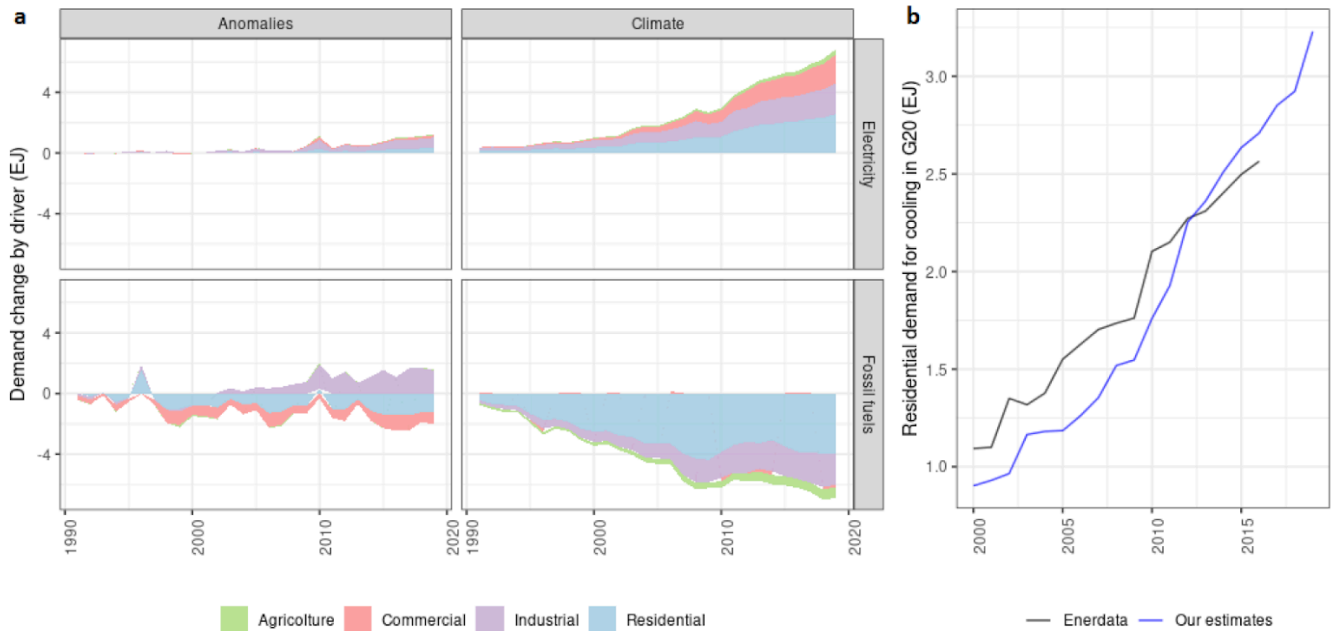 a
Anomalies
Climate
Demand change by driver (EJ)
4
0
-4
Electricity
4
0
-4
Fossil fuels
1990
2000
2010
2020
1990
2000
2010
2020
Agriculture
Commercial
Industrial
Residential
b
Residential demand for cooling in G20 (EJ)
3.0
2.5
2.0
1.5
1.0
2000
2005
2010
2015
Enerdata
Our estimates